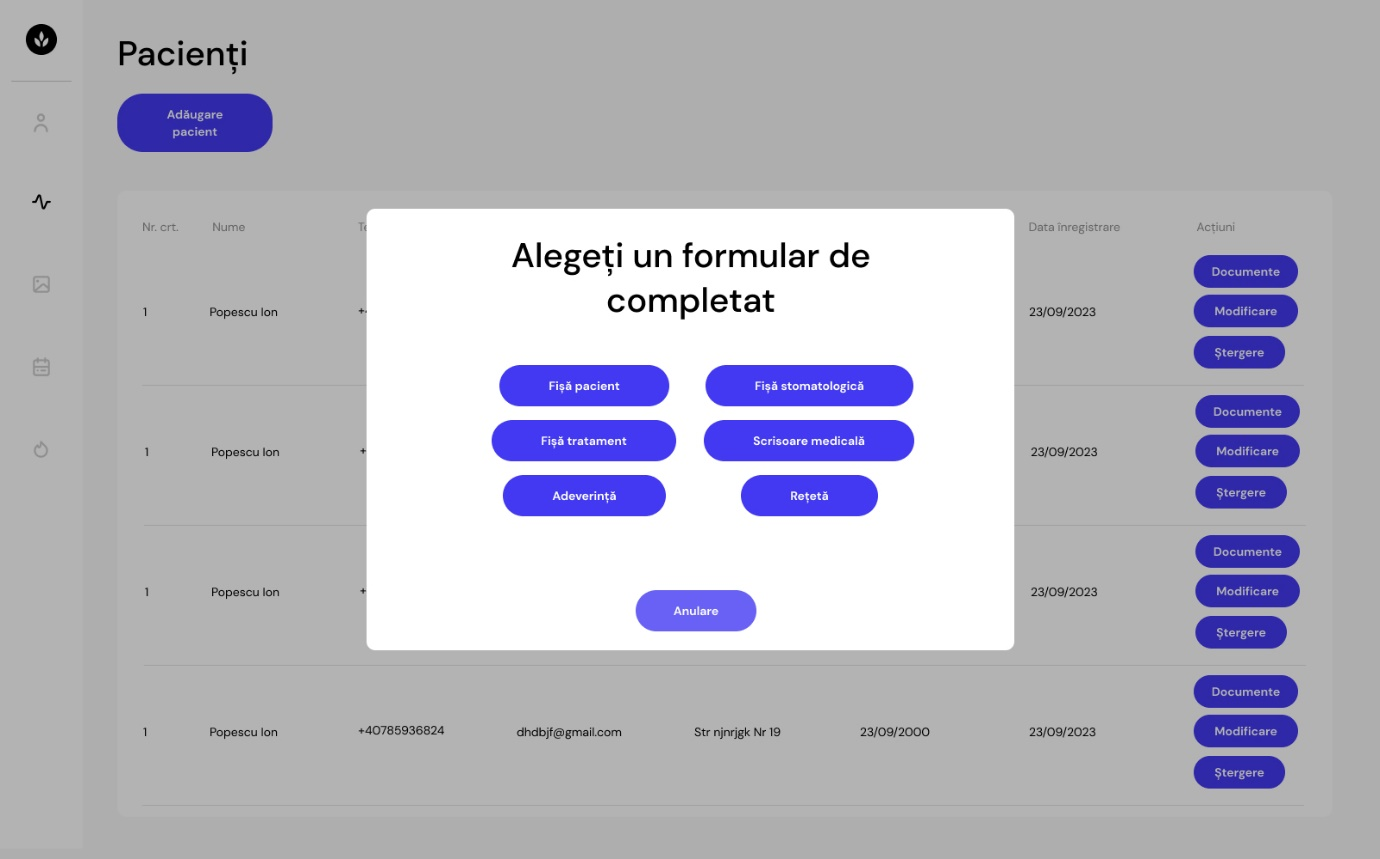 Pacienți
Adăugare
pacient
Nr. crt. Nume Data înregistrare Acțiuni
Alegeți un formular de
completat
1 Popescu Ion 23/09/2023 Documente Modificare Ștergere
Fișă pacient Fișă stomatologică
Fișă tratament Scrisoare medicală
Adeverință Rețetă
1 Popescu Ion 23/09/2023 Documente Modificare Ștergere
1 Popescu Ion 23/09/2023 Documente Modificare Ștergere
Anulare
1 Popescu Ion +40785936824 dhdbjf@gmail.com Str njnrjgk Nr 19 23/09/2000 23/09/2023 Documente Modificare Ștergere